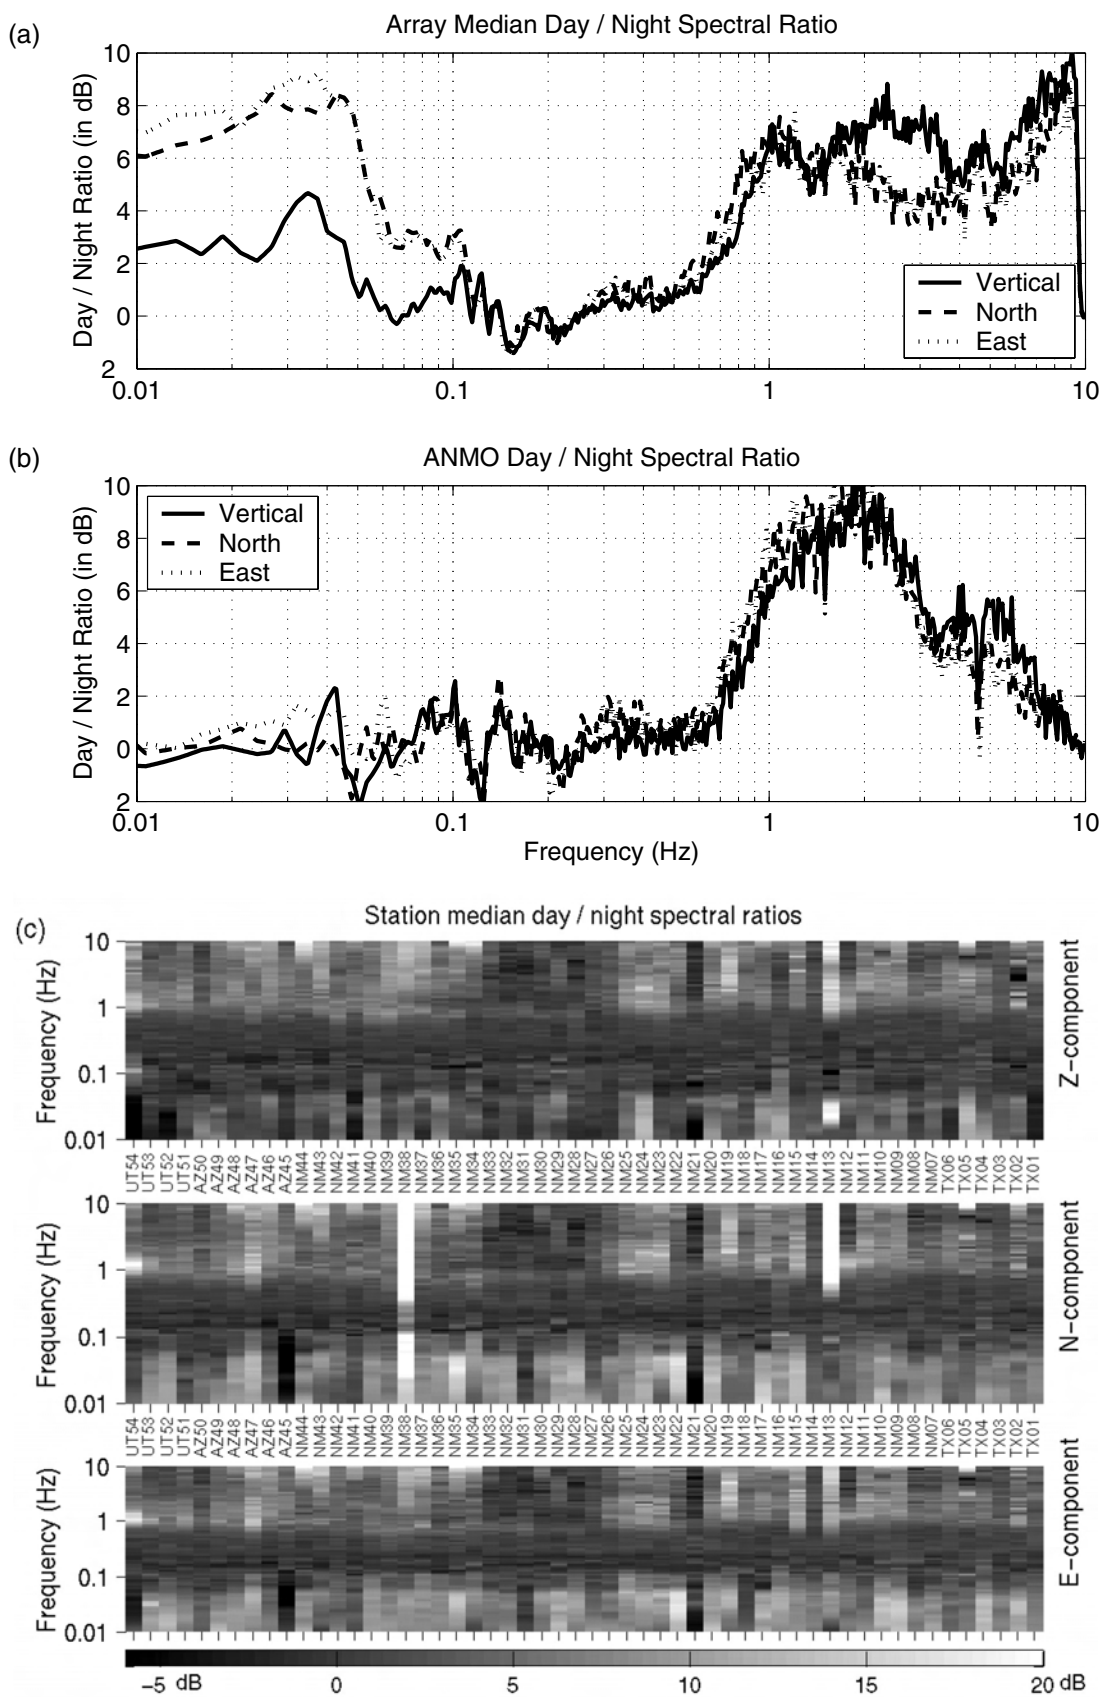 (a)
Array Median Day / Night Spectral Ratio
Day / Night Ratio (in dB)
10
8
6
4
2
0
2
0.01
0.1
1
10
Vertical
North
East
(b)
ANMO Day / Night Spectral Ratio
Day / Night Ratio (in dB)
10
8
6
4
2
0
2
0.01
0.1
1
10
Vertical
North
East
Frequency (Hz)
(c)
Station median day / night spectral ratios
Frequency (Hz)
10
1
0.1
0.01
Z-component
UT54 UT53 UT52 UT51 AZ50 AZ49 AZ48 AZ47 AZ46 AZ45 NM44 NM43 NM42 NM41 NM40 NM39 NM38 NM37 NM36 NM35 NM34 NM33 NM32 NM31 NM30 NM29 NM28 NM27 NM26 NM25 NM24 NM23 NM22 NM21 NM20 NM19 NM18 NM17 NM16 NM15 NM14 NM13 NM12 NM11 NM10 NM09 NM08 NM07 TX06 TX05 TX04 TX03 TX02 TX01
Frequency (Hz)
10
1
0.1
0.01
N-component
UT54 UT53 UT52 UT51 AZ50 AZ49 AZ48 AZ47 AZ46 AZ45 NM44 NM43 NM42 NM41 NM40 NM39 NM38 NM37 NM36 NM35 NM34 NM33 NM32 NM31 NM30 NM29 NM28 NM27 NM26 NM25 NM24 NM23 NM22 NM21 NM20 NM19 NM18 NM17 NM16 NM15 NM14 NM13 NM12 NM11 NM10 NM09 NM08 NM07 TX06 TX05 TX04 TX03 TX02 TX01
Frequency (Hz)
10
1
0.1
0.01
E-component
-5 dB 0 5 10 15 20 dB